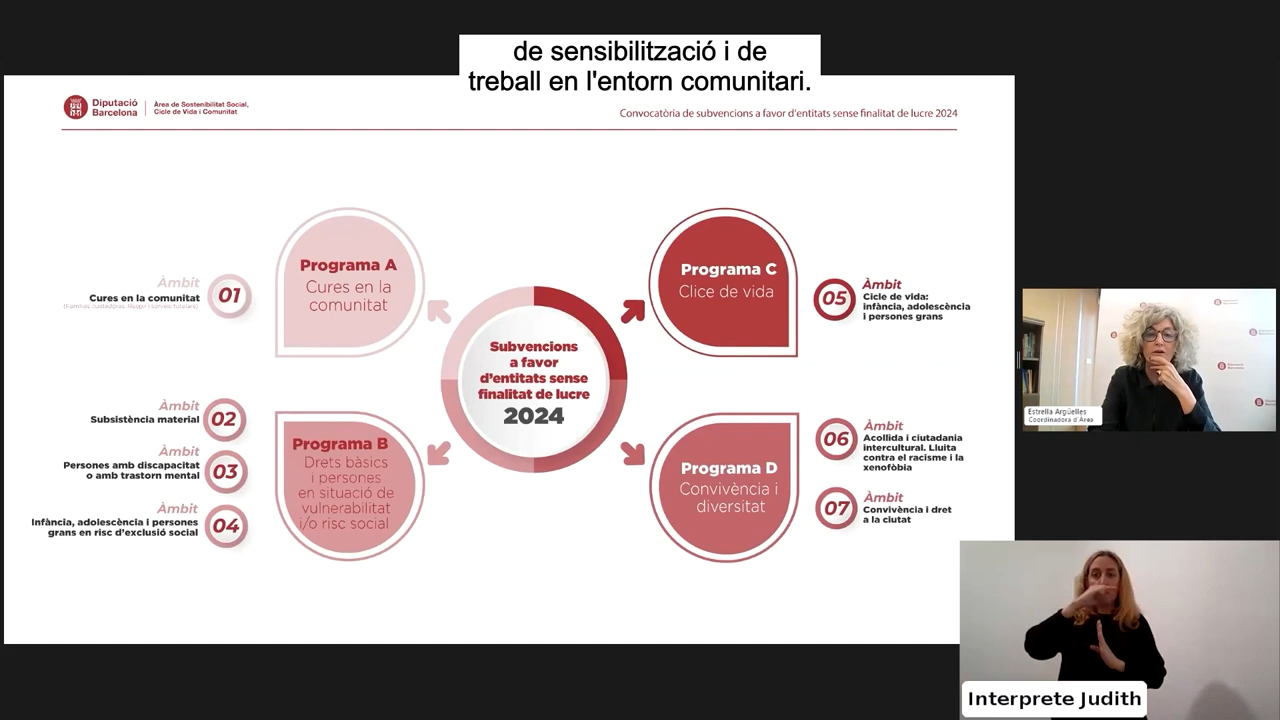 de sensibilització i de
treball en l'entorn comunitari.
Diputació
Barcelona
Àrea de Sostenibilitat Social,
Cicle de Vida i Comunitat
Convocatòria de subvencions a favor d'entitats sense finalitat de lucre 2024
Àmbit
Cures en la comunitat
01
Programa A
Cures en la
comunitat
Àmbit
Subsistència material
02
Àmbit
Persones amb discapacitat
o amb trastorn mental
03
Àmbit
Infància, adolescència i persones
grans en risc d'exclusió social
04
Programa B
Drets bàsics
i persones
en situació de
vulnerabilitat
i/o risc social
Subvencions
a favor
d'entitats sense
finalitat de lucre
2024
Programa C
Clice de vida
05
Àmbit
Cicle de vida:
infància, adolescència
i persones grans
Programa D
Convivència i
diversitat
06
Àmbit
Acollida i ciutadania
intercultural. Lluita
contra el racisme i la
xenofòbia
07
Àmbit
Convivència i dret
a la ciutat
Estrella Argüelles
Coordinadora d'Àrea
Interprete Judith